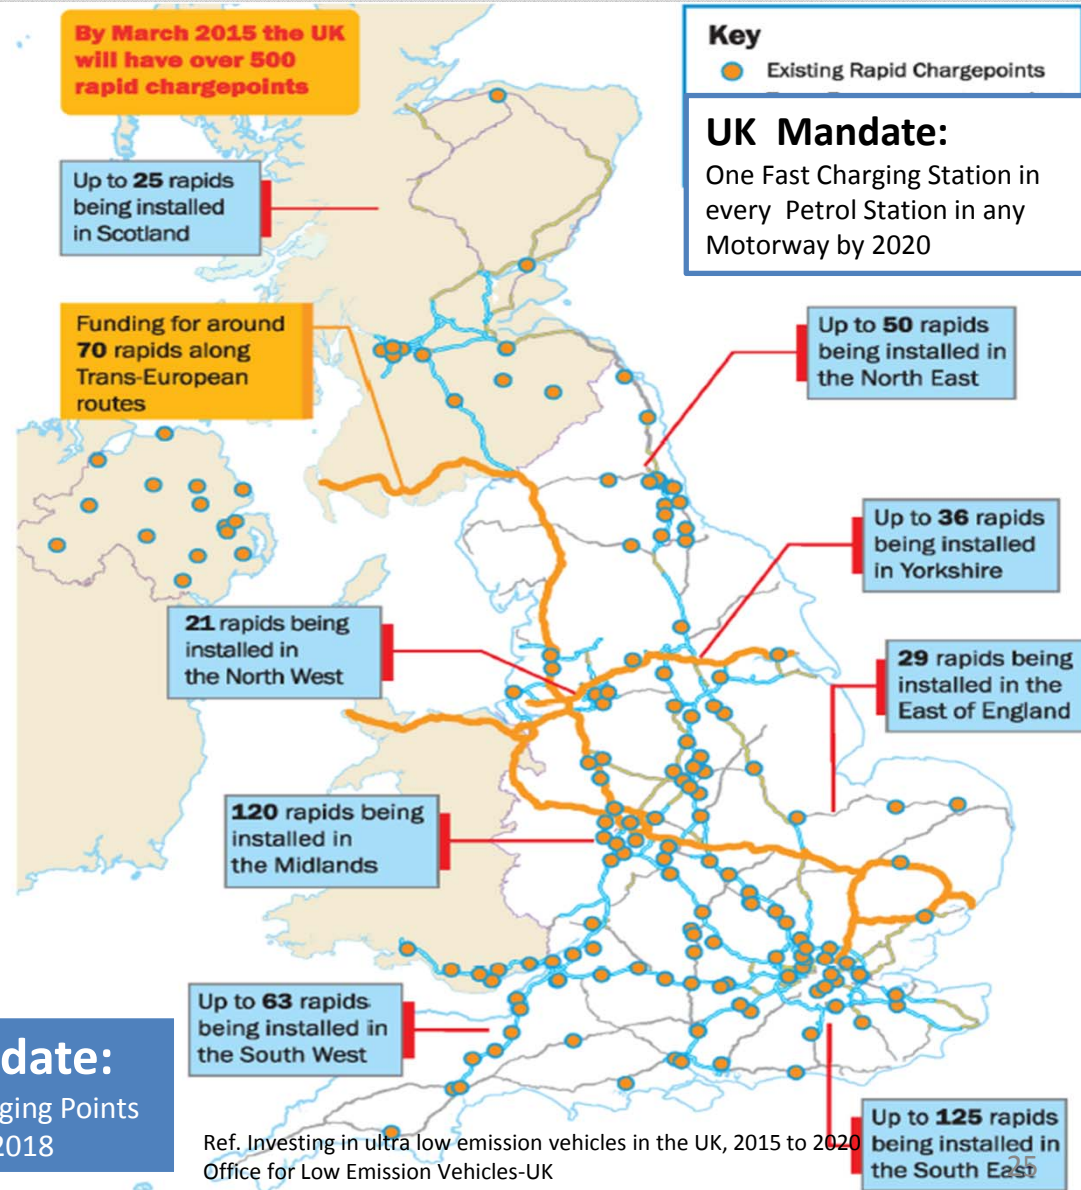 By March 2015 the UK
will have over 500
rapid chargepoints
Key
Existing Rapid Chargepoints
UK Mandate:
One Fast Charging Station in
every Petrol Station in any
Motorway by 2020
Up to 25 rapids
being installed
in Scotland
Funding for around
70 rapids along
Trans-European
routes
Up to 50 rapids
being installed in
the North East
Up to 36 rapids
being installed
in Yorkshire
21 rapids being
installed in
the North West
29 rapids being
installed in the
East of England
120 rapids being
installed in
the Midlands
Up to 63 rapids
being installed in
the South West
date:
ging Points
2018
Up to 125 rapids
being installed in
the South East
Ref. Investing in ultra low emission vehicles in the UK, 2015 to 2020
Office for Low Emission Vehicles-UK
25